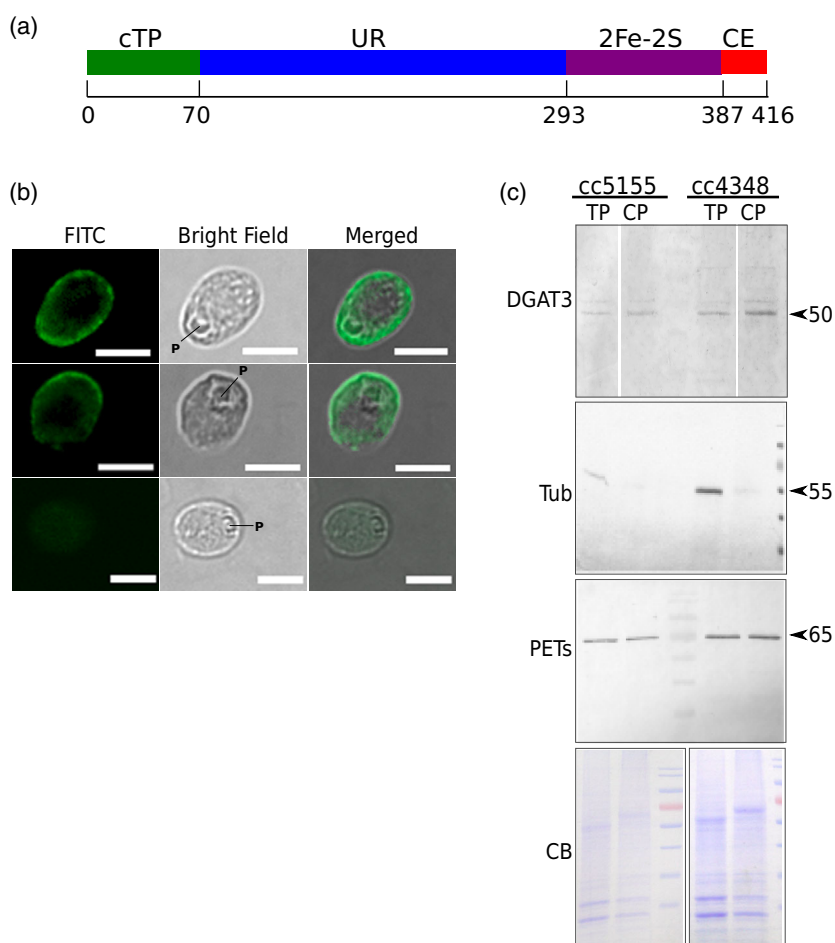 (a)
cTP UR 2Fe-2S CE
0 70 293 387 416
(b)
FITC Bright Field Merged
P
P
P
(c)
cc5155 cc4348
TP CP TP CP
DGAT3 50
Tub 55
PETs 65
CB